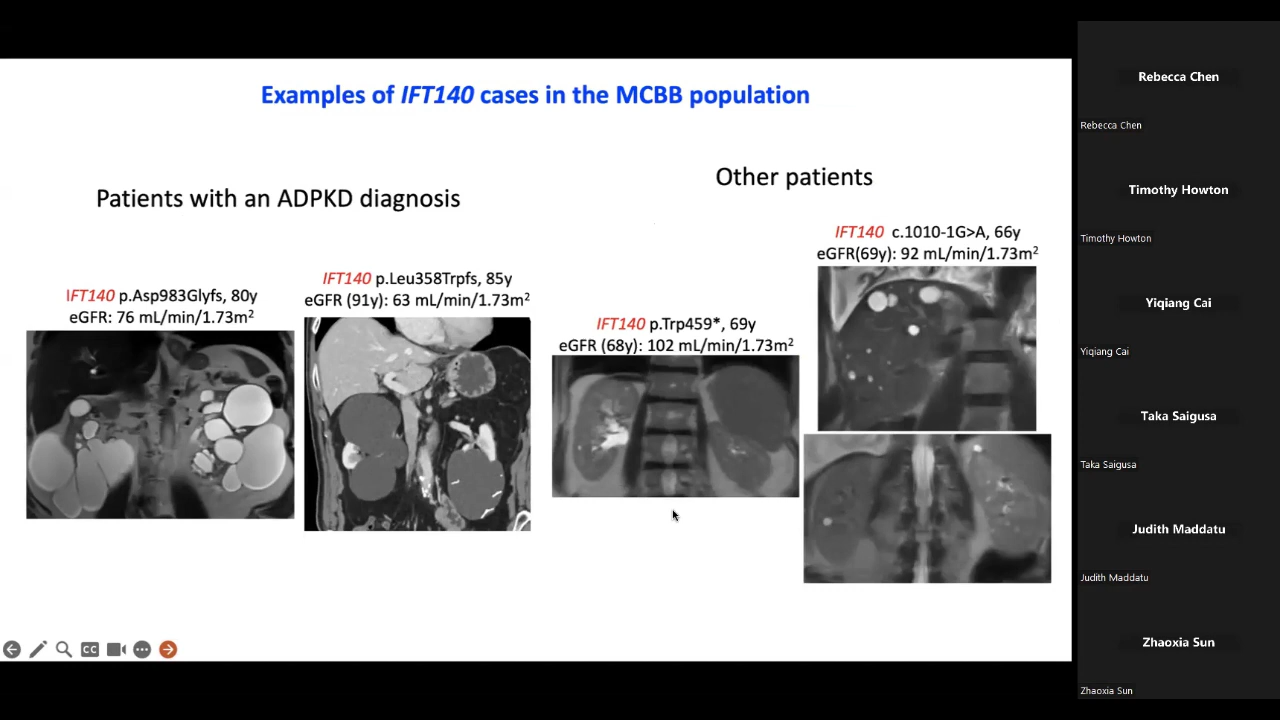 Examples of IFT140 cases in the MCBB population
Patients with an ADPKD diagnosis
IFT140 p.Asp983Glyfs, 80y
eGFR: 76 mL/min/1.73m²
IFT140 p.Leu358Trpfs, 85y
eGFR (91y): 63 mL/min/1.73m²
Other patients
IFT140 p.Trp459*, 69y
eGFR (68y): 102 mL/min/1.73m²
IFT140 c.1010-1G>A, 66y
eGFR(69y): 92 mL/min/1.73m²
CC
Rebecca Chen
Rebecca Chen
Timothy Howton
Timothy Howton
Yiqiang Cai
Yiqiang Cai
Taka Saigusa
Taka Saigusa
Judith Maddatu
Judith Maddatu
Zhaoxia Sun
Zhaoxia Sun